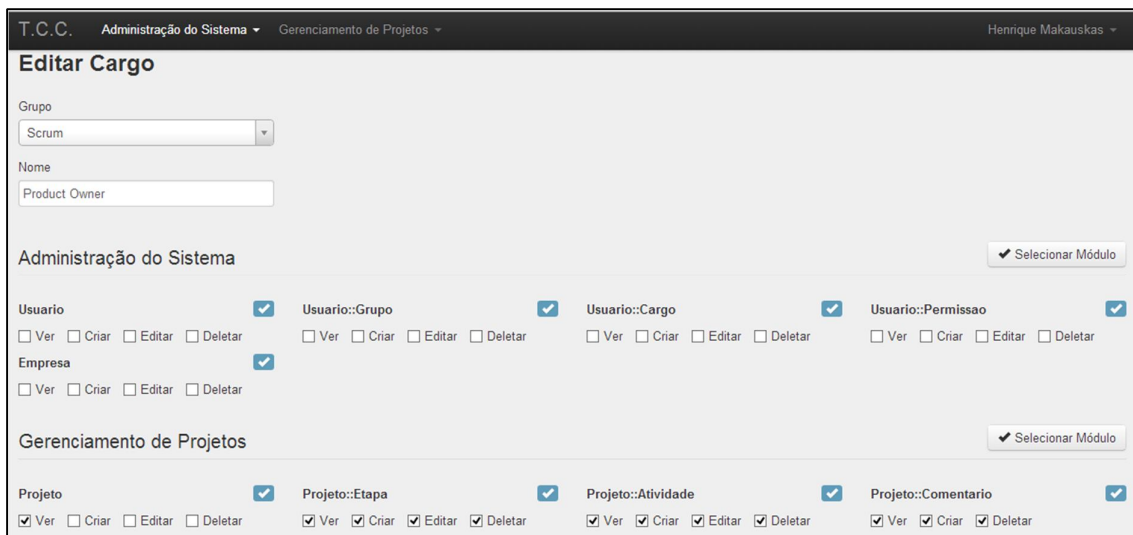 T.C.C. Administração do Sistema Gerenciamento de Projetos Henrique Makauskas
Editar Cargo
Grupo
Scrum
Nome
Product Owner
Administração do Sistema Selecionar Módulo
Usuario Usuario::Grupo Usuario::Cargo Usuario::Permissao
Ver Criar Editar Deletar Ver Criar Editar Deletar Ver Criar Editar Deletar Ver Criar Editar Deletar
Empresa
Ver Criar Editar Deletar
Gerenciamento de Projetos Selecionar Módulo
Projeto Projeto::Etapa Projeto::Atividade Projeto::Comentario
Ver Criar Editar Deletar Ver Criar Editar Deletar Ver Criar Editar Deletar Ver Criar Deletar